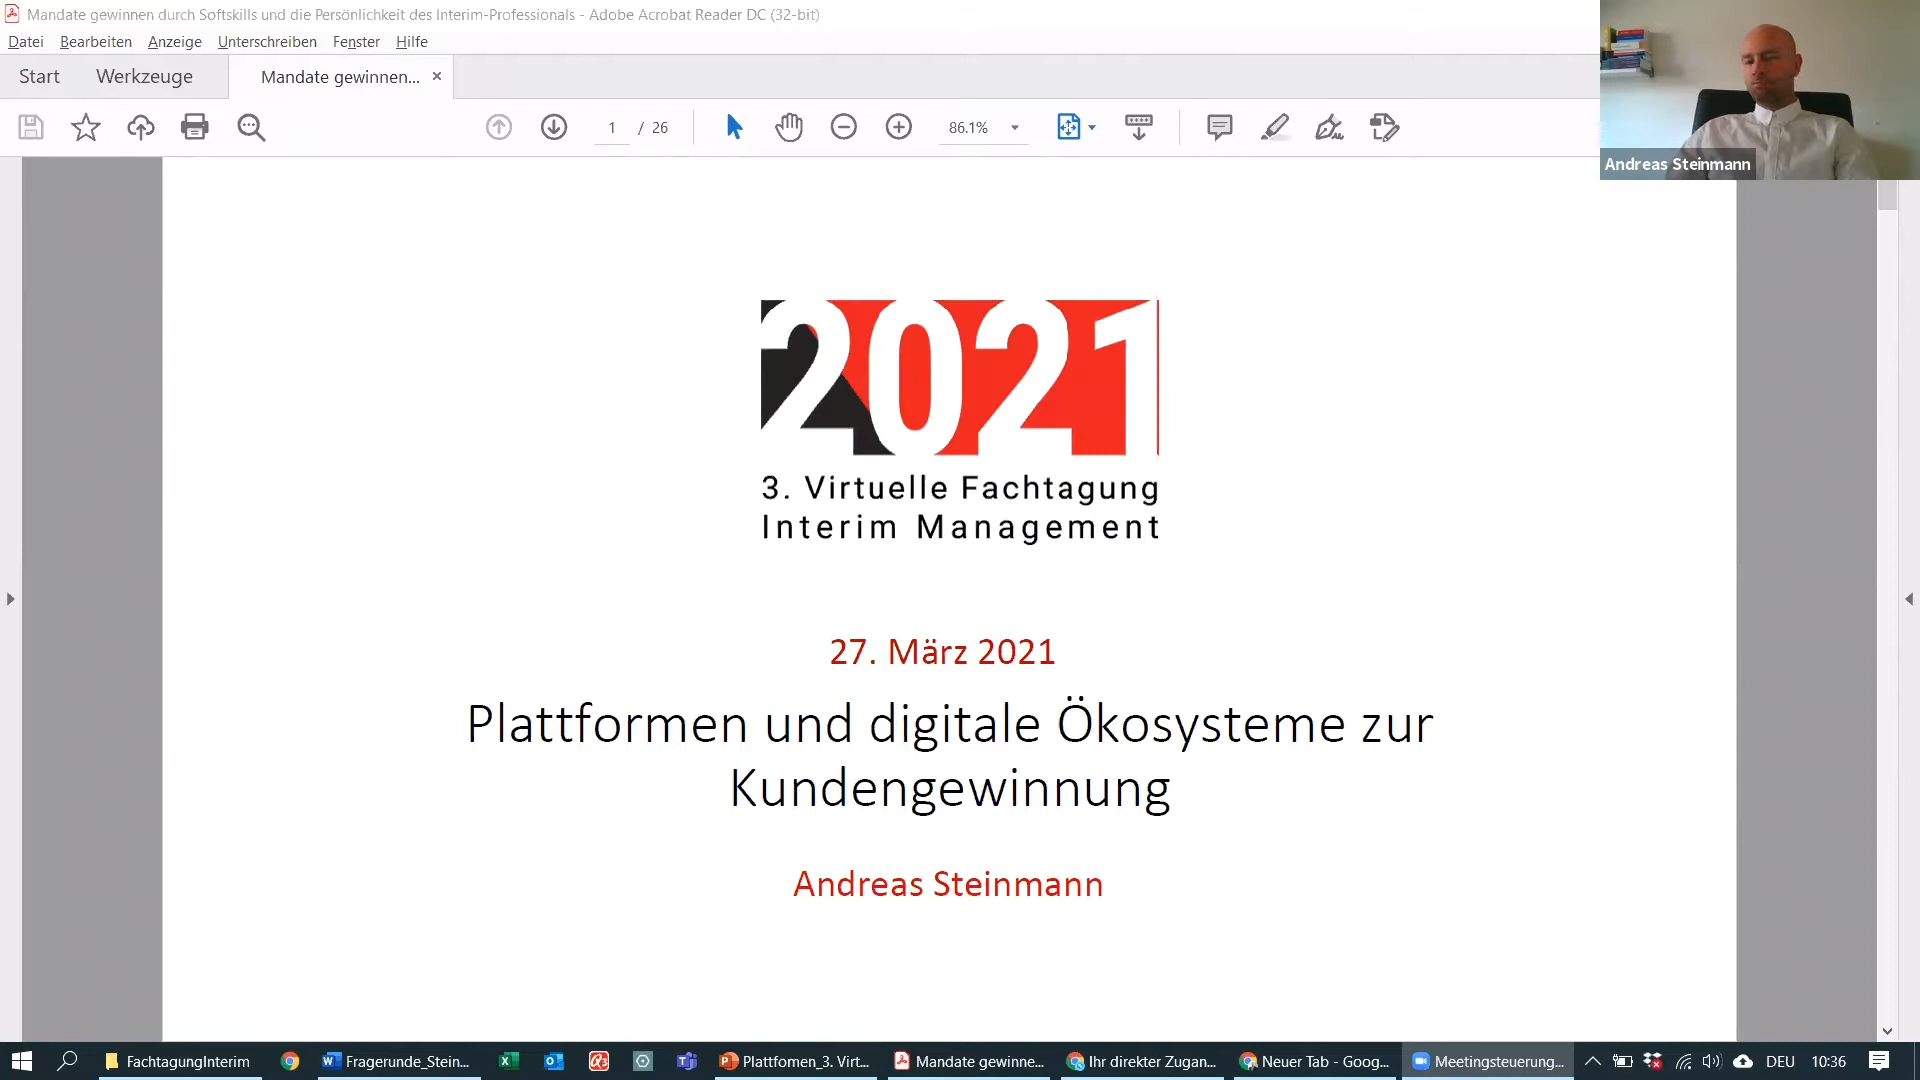 Mandate gewinnen durch Softskills und die Persönlichkeit des Interim-Professionals - Adobe Acrobat Reader DC (32-bit)
Datei Bearbeiten Anzeige Unterschreiben Fenster Hilfe
Start Werkzeuge Mandate gewinnen... ×
1 / 26 86.1%
Andreas Steinmann
2021
3. Virtuelle Fachtagung
Interim Management
27. März 2021
Plattformen und digitale Ökosysteme zur
Kundengewinnung
Andreas Steinmann
FachtagungInterim Fragerunde_Stein... Plattfomen_3. Virt... Mandate gewinne... Ihr direkter Zugan... Neuer Tab - Goog... Meetingsteuerung... DEU 10:36